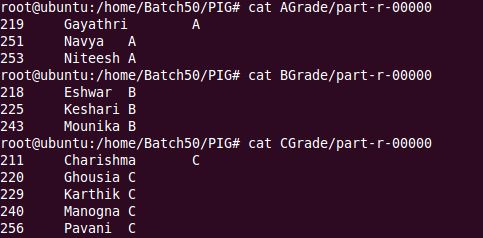 root@ubuntu:/home/Batch50/PIG# cat AGrade/part-r-00000
219     Gayathri        A
251     Navya   A
253     Niteesh A
root@ubuntu:/home/Batch50/PIG# cat BGrade/part-r-00000
218     Eshwar  B
225     Keshari B
243     Mounika B
root@ubuntu:/home/Batch50/PIG# cat CGrade/part-r-00000
211     Charishma       C
220     Ghousia C
229     Karthik C
240     Manogna C
256     Pavani  C